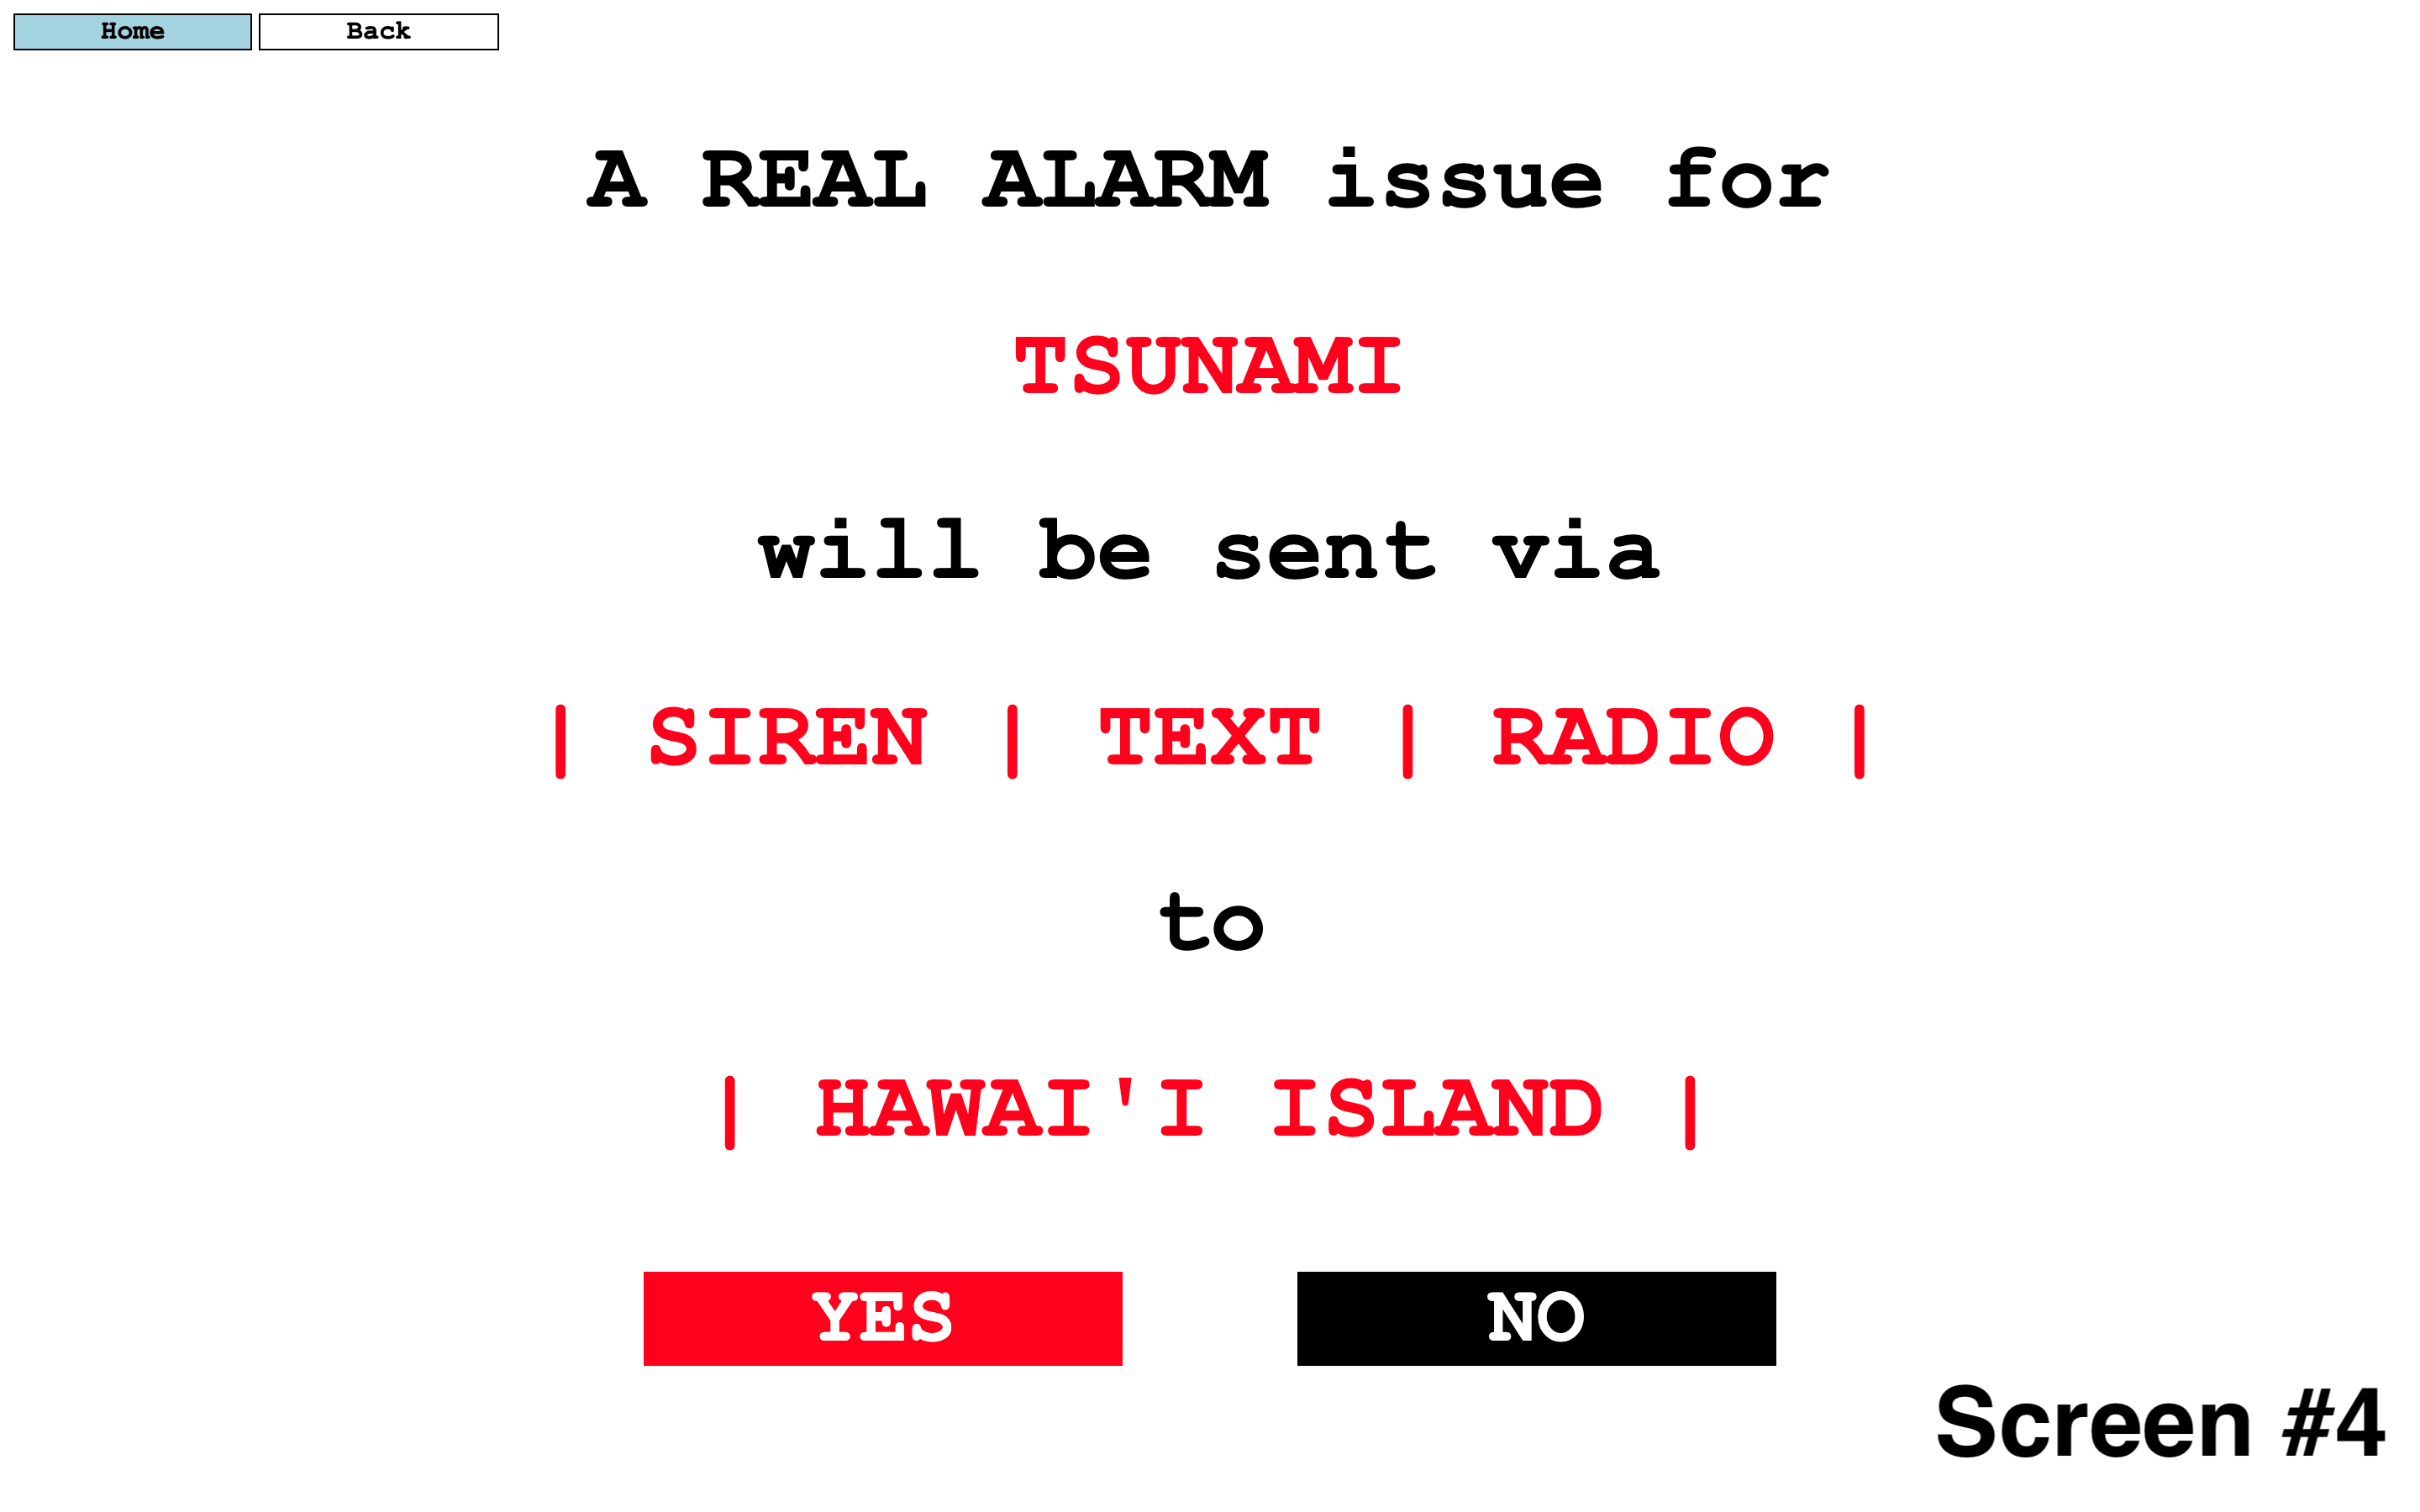 Home Back
A REAL ALARM issue for
TSUNAMI
will be sent via
| SIREN | TEXT | RADIO |
to
| HAWAI'I ISLAND |
YES NO
Screen #4